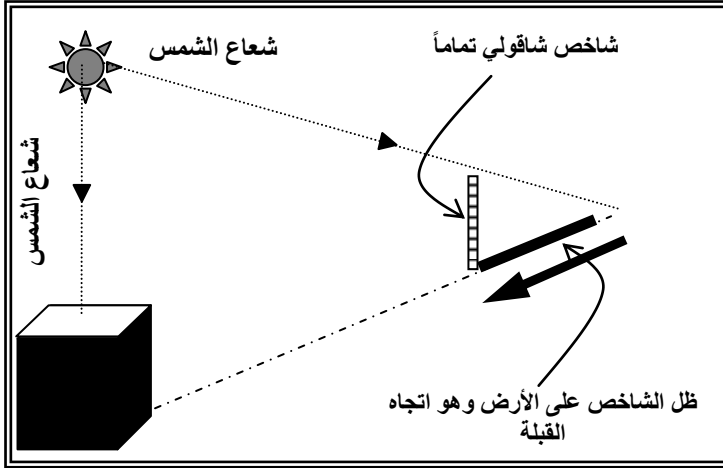 شاخص شاقولي تماماً
شعاع الشمس
شعاع الشمس
ظل الشاخص على الأرض وهو اتجاه
القبلة